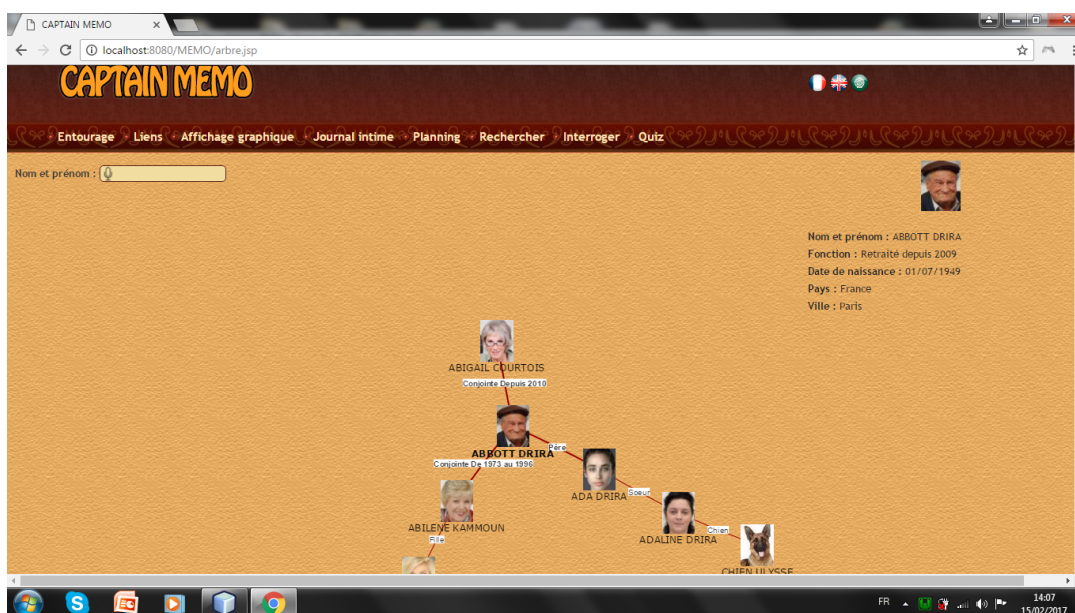 CAPTAIN MEMO
localhost:8080/MEMO/arbre.jsp
CAPTAIN MEMO
Entourage Liens Affichage graphique Journal intime Planning Rechercher Interroger Quiz
Nom et prénom :
Nom et prénom : ABBOTT DRIRA
Fonction : Retraité depuis 2009
Date de naissance : 01/07/1949
Pays : France
Ville : Paris
ABIGAIL COURTOIS
Conjointe Depuis 2010
Père
ABBOTT DRIRA
Conjointe De 1973 au 1996
Soeur
ADA DRIRA
ABILENE KAMMOUN
Chien
Fille
ADALINE DRIRA
CHIEN ULYSSE
FR
14:07
15/02/2017